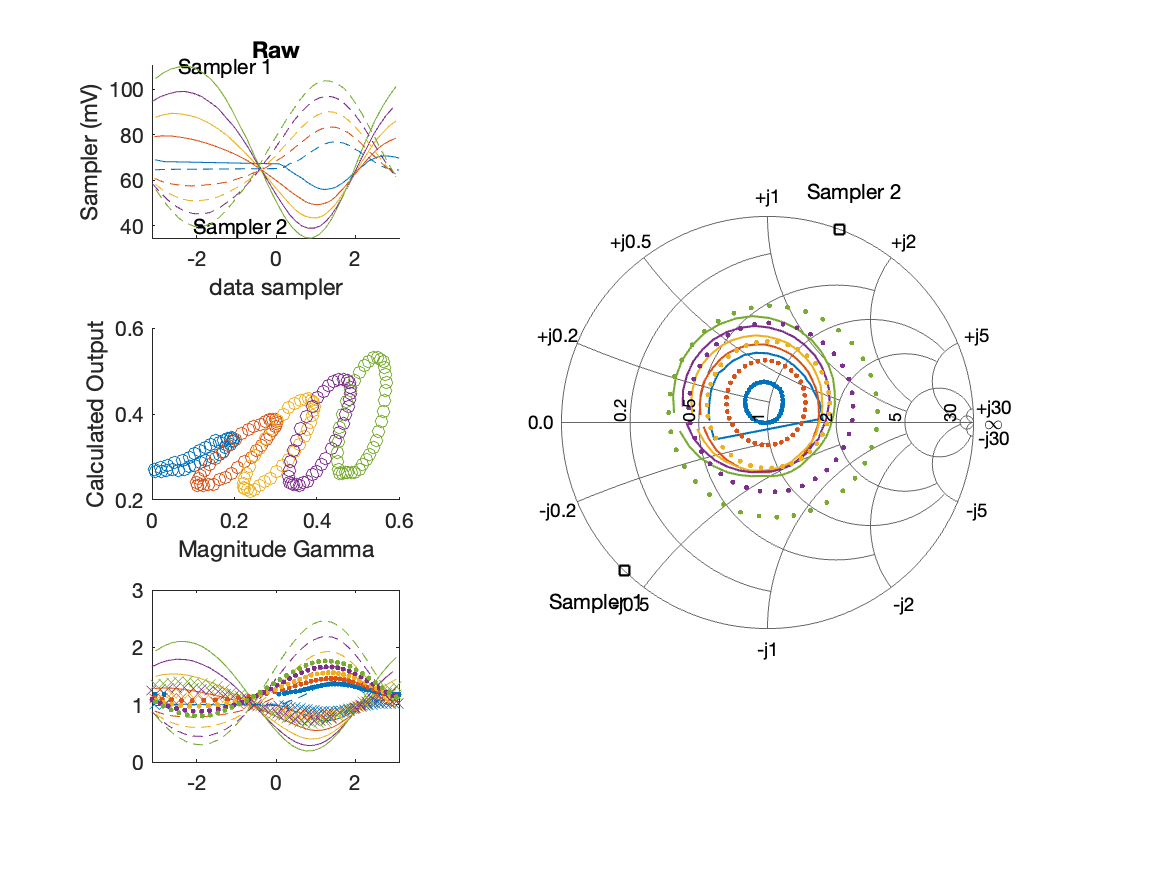 Raw
Sampler 1
Sampler 2
100
80
60
40
-2
0
2
Sampler (mV)
data sampler
0.6
0.4
0.2
0
0.2
0.4
0.6
Calculated Output
Magnitude Gamma
3
2
1
0
-2
0
2
Sampler 2
+j1
+j0.5
+j2
+j0.2
+j5
0.0
0.2
0.5
1
2
5
30
+j30
∞
-j30
-j0.2
-j5
Sampler 1
-j0.5
-j2
-j1